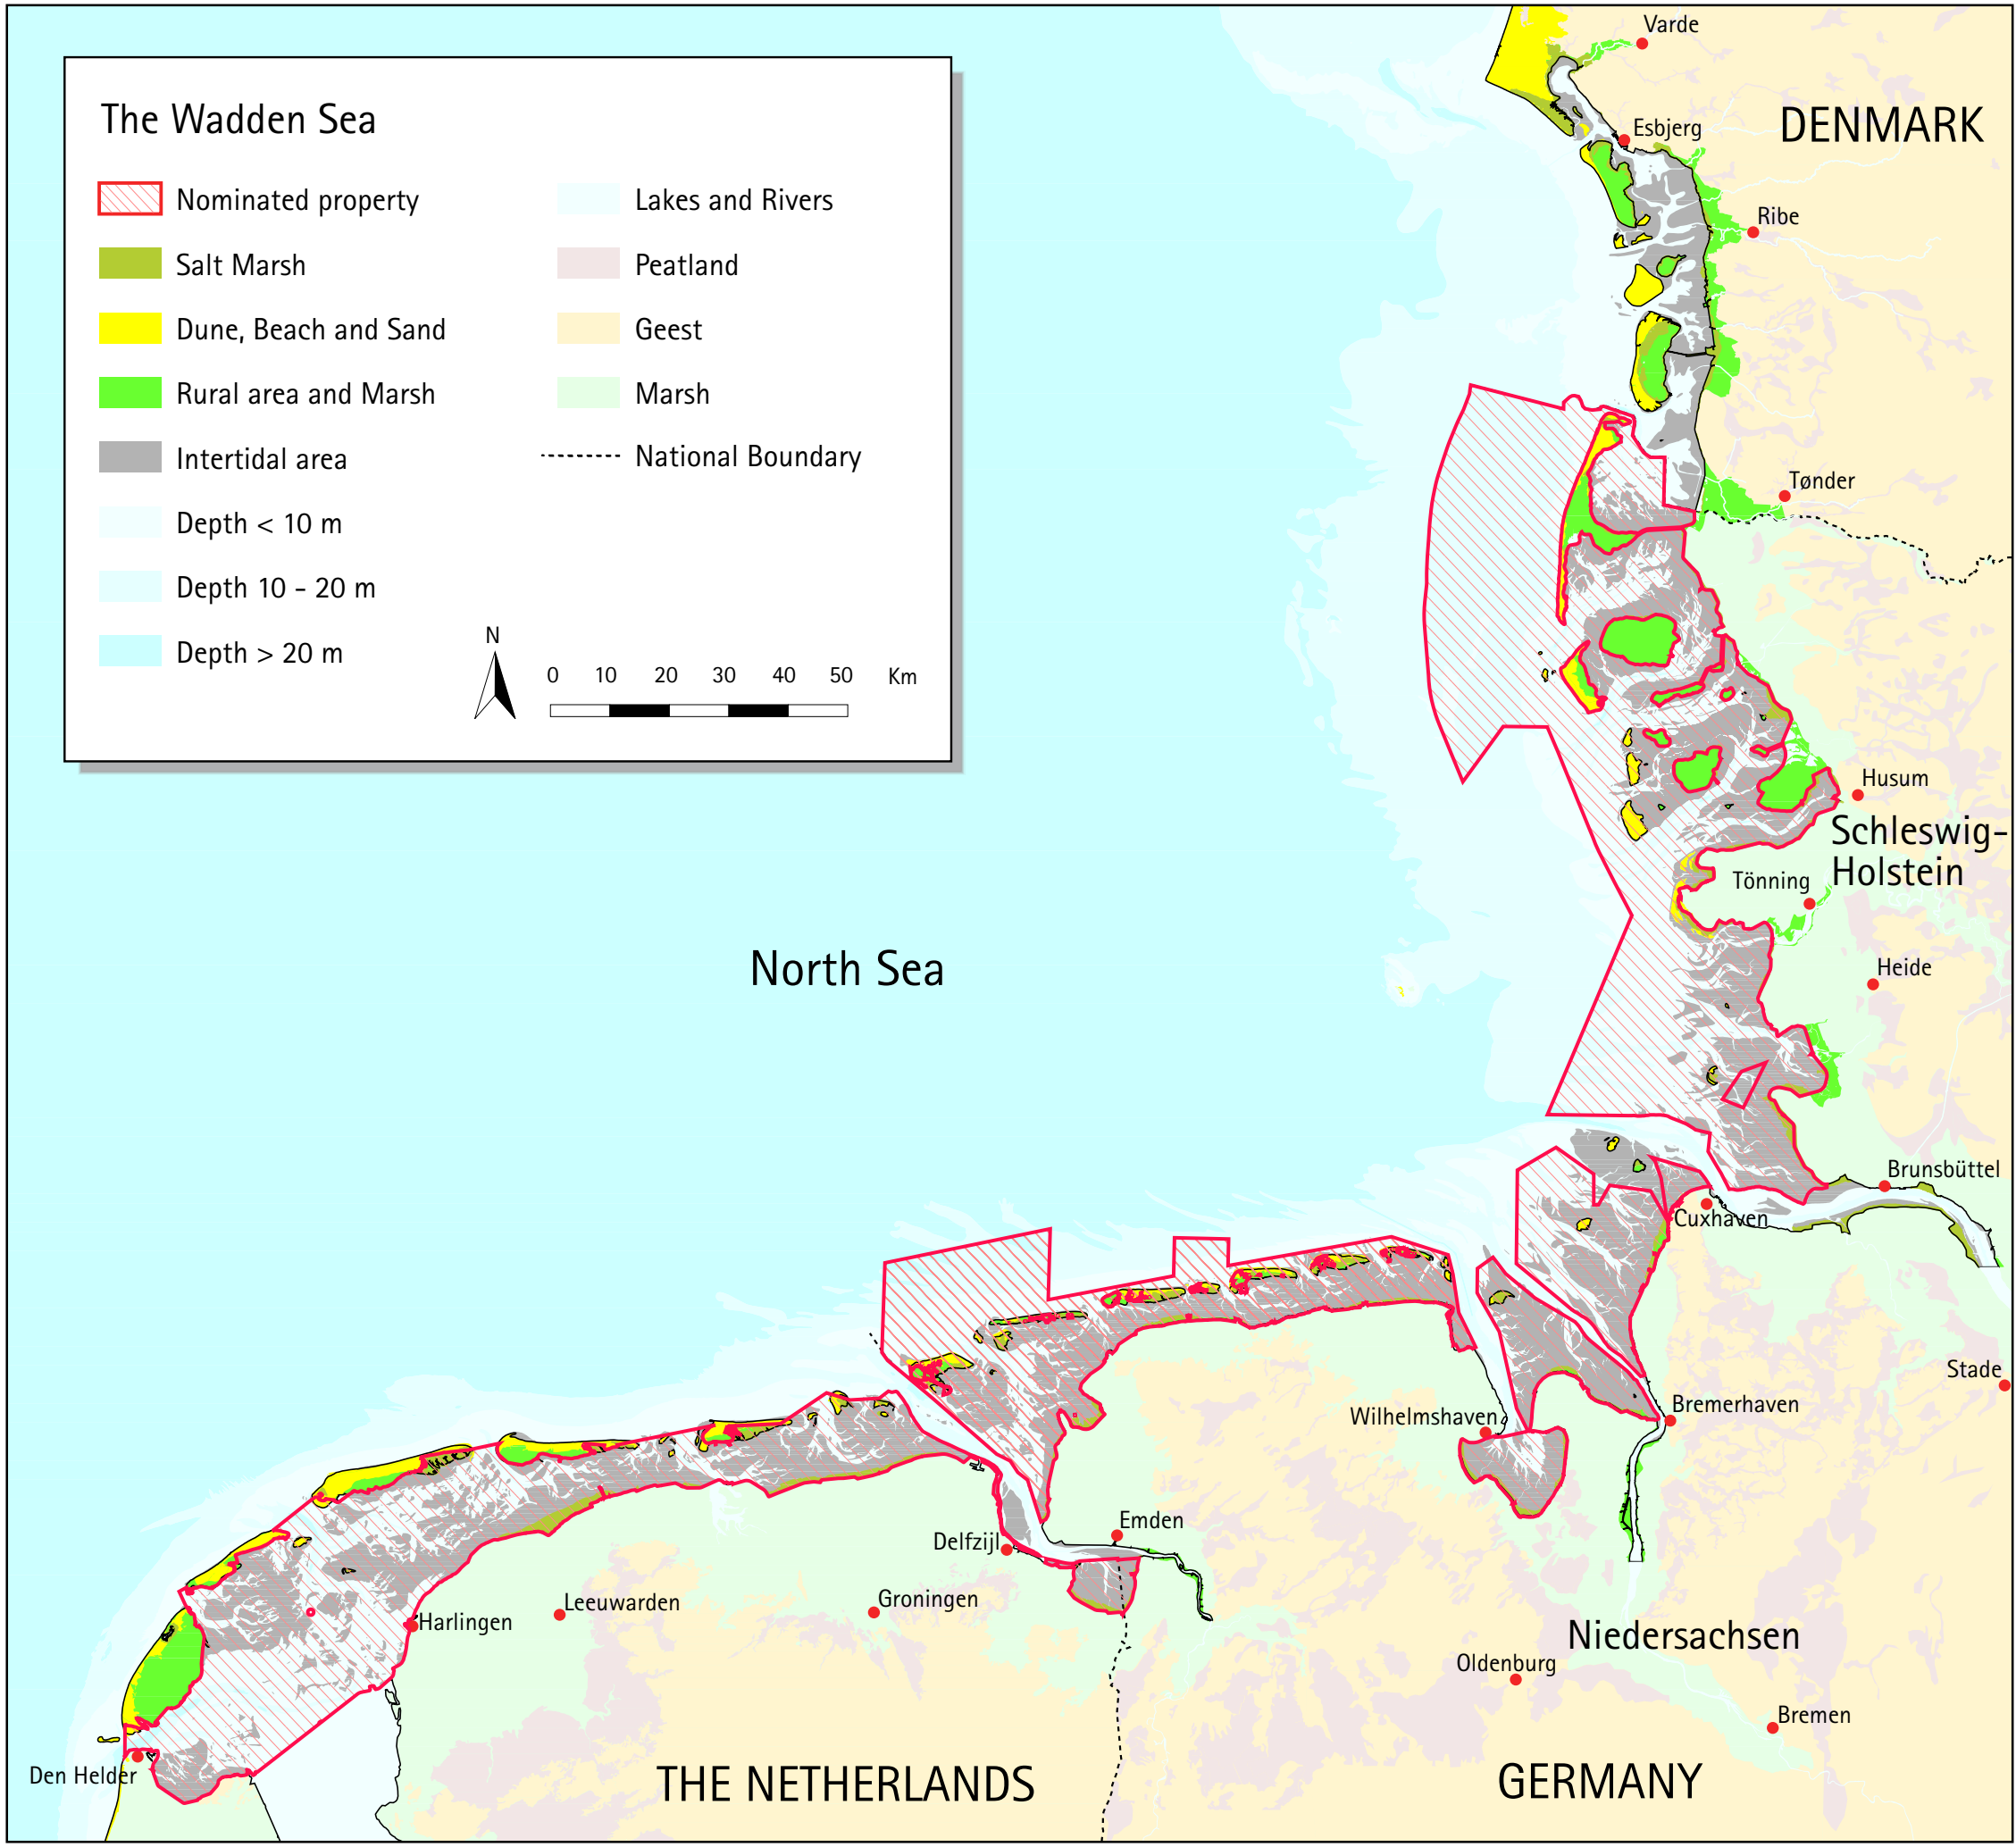 The Wadden Sea
Nominated property
Salt Marsh
Dune, Beach and Sand
Rural area and Marsh
Intertidal area
Depth < 10 m
Depth 10 - 20 m
Depth > 20 m
Lakes and Rivers
Peatland
Geest
Marsh
National Boundary
N
0 10 20 30 40 50 Km
Varde
DENMARK
Esbjerg
Ribe
Tønder
Husum
Schleswig-
Holstein
Tönning
North Sea
Heide
Brunsbüttel
Cuxhaven
Stade
Bremerhaven
Wilhelmshaven
Emden
Delfzijl
Groningen
Leeuwarden
Harlingen
Niedersachsen
Oldenburg
Bremen
Den Helder
THE NETHERLANDS
GERMANY